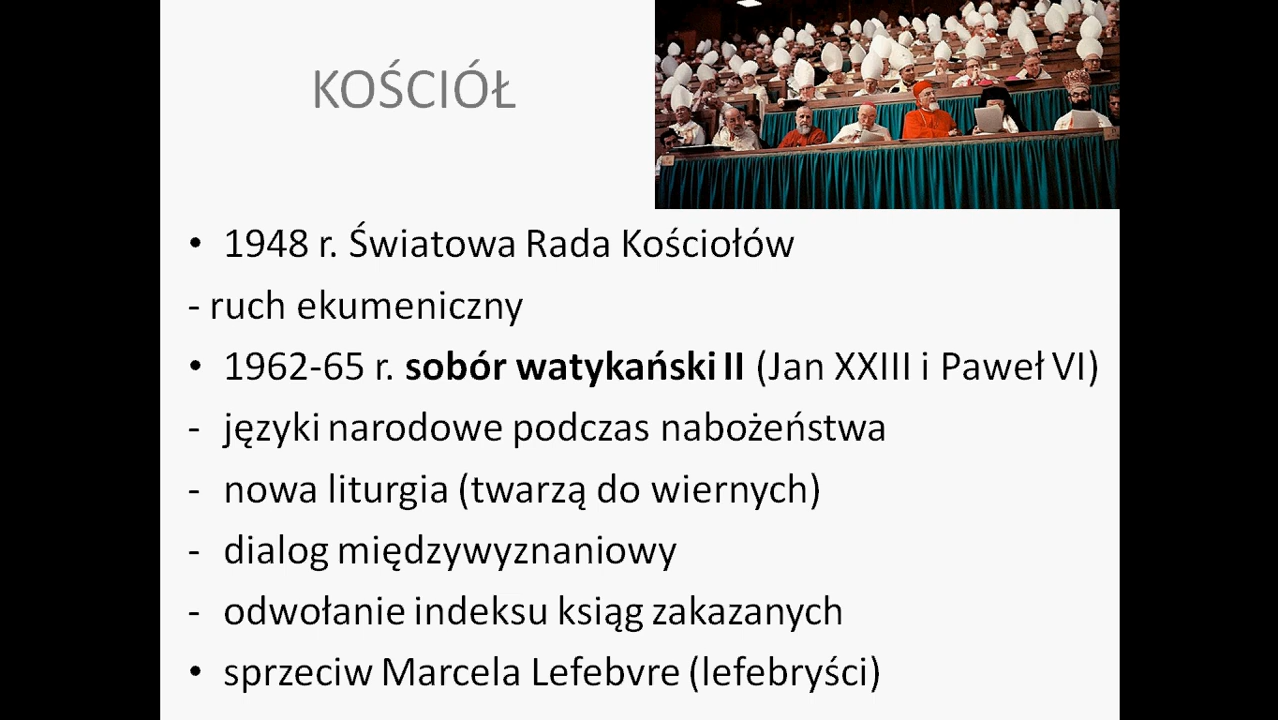 KOŚCIÓŁ
• 1948 r. Światowa Rada Kościołów
- ruch ekumeniczny
• 1962-65 r. sobór watykański II (Jan XXIII i Paweł VI)
- języki narodowe podczas nabożeństwa
- nowa liturgia (twarzą do wiernych)
- dialog międzywyznaniowy
- odwołanie indeksu ksiąg zakazanych
• sprzeciw Marcela Lefebvre (lefebryści)